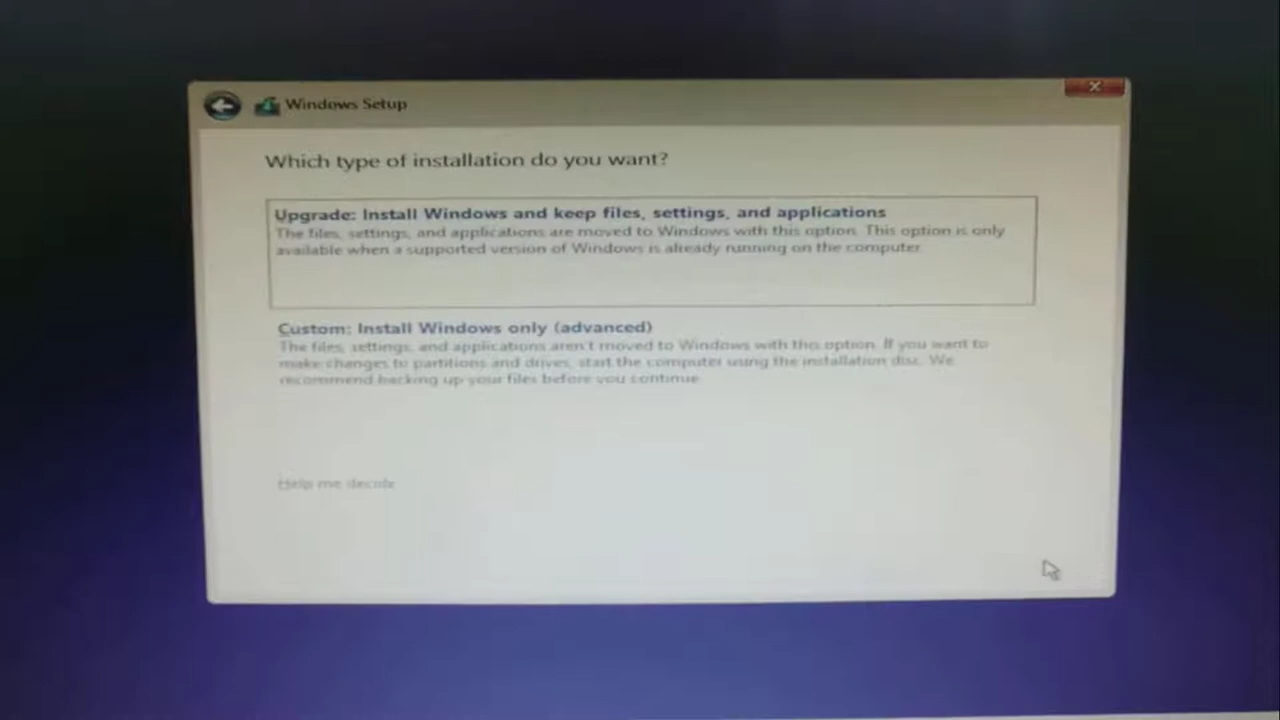 Windows Setup
Which type of installation do you want?
Upgrade: Install Windows and keep files, settings, and applications
The files, settings, and applications are moved to Windows with this option. This option is only
available when a supported version of Windows is already running on the computer.
Custom: Install Windows only (advanced)
The files, settings, and applications aren't moved to Windows with this option. If you want to
make changes to partitions and drives, start the computer using the installation disc. We
recommend backing up your files before you continue.
Help me decide